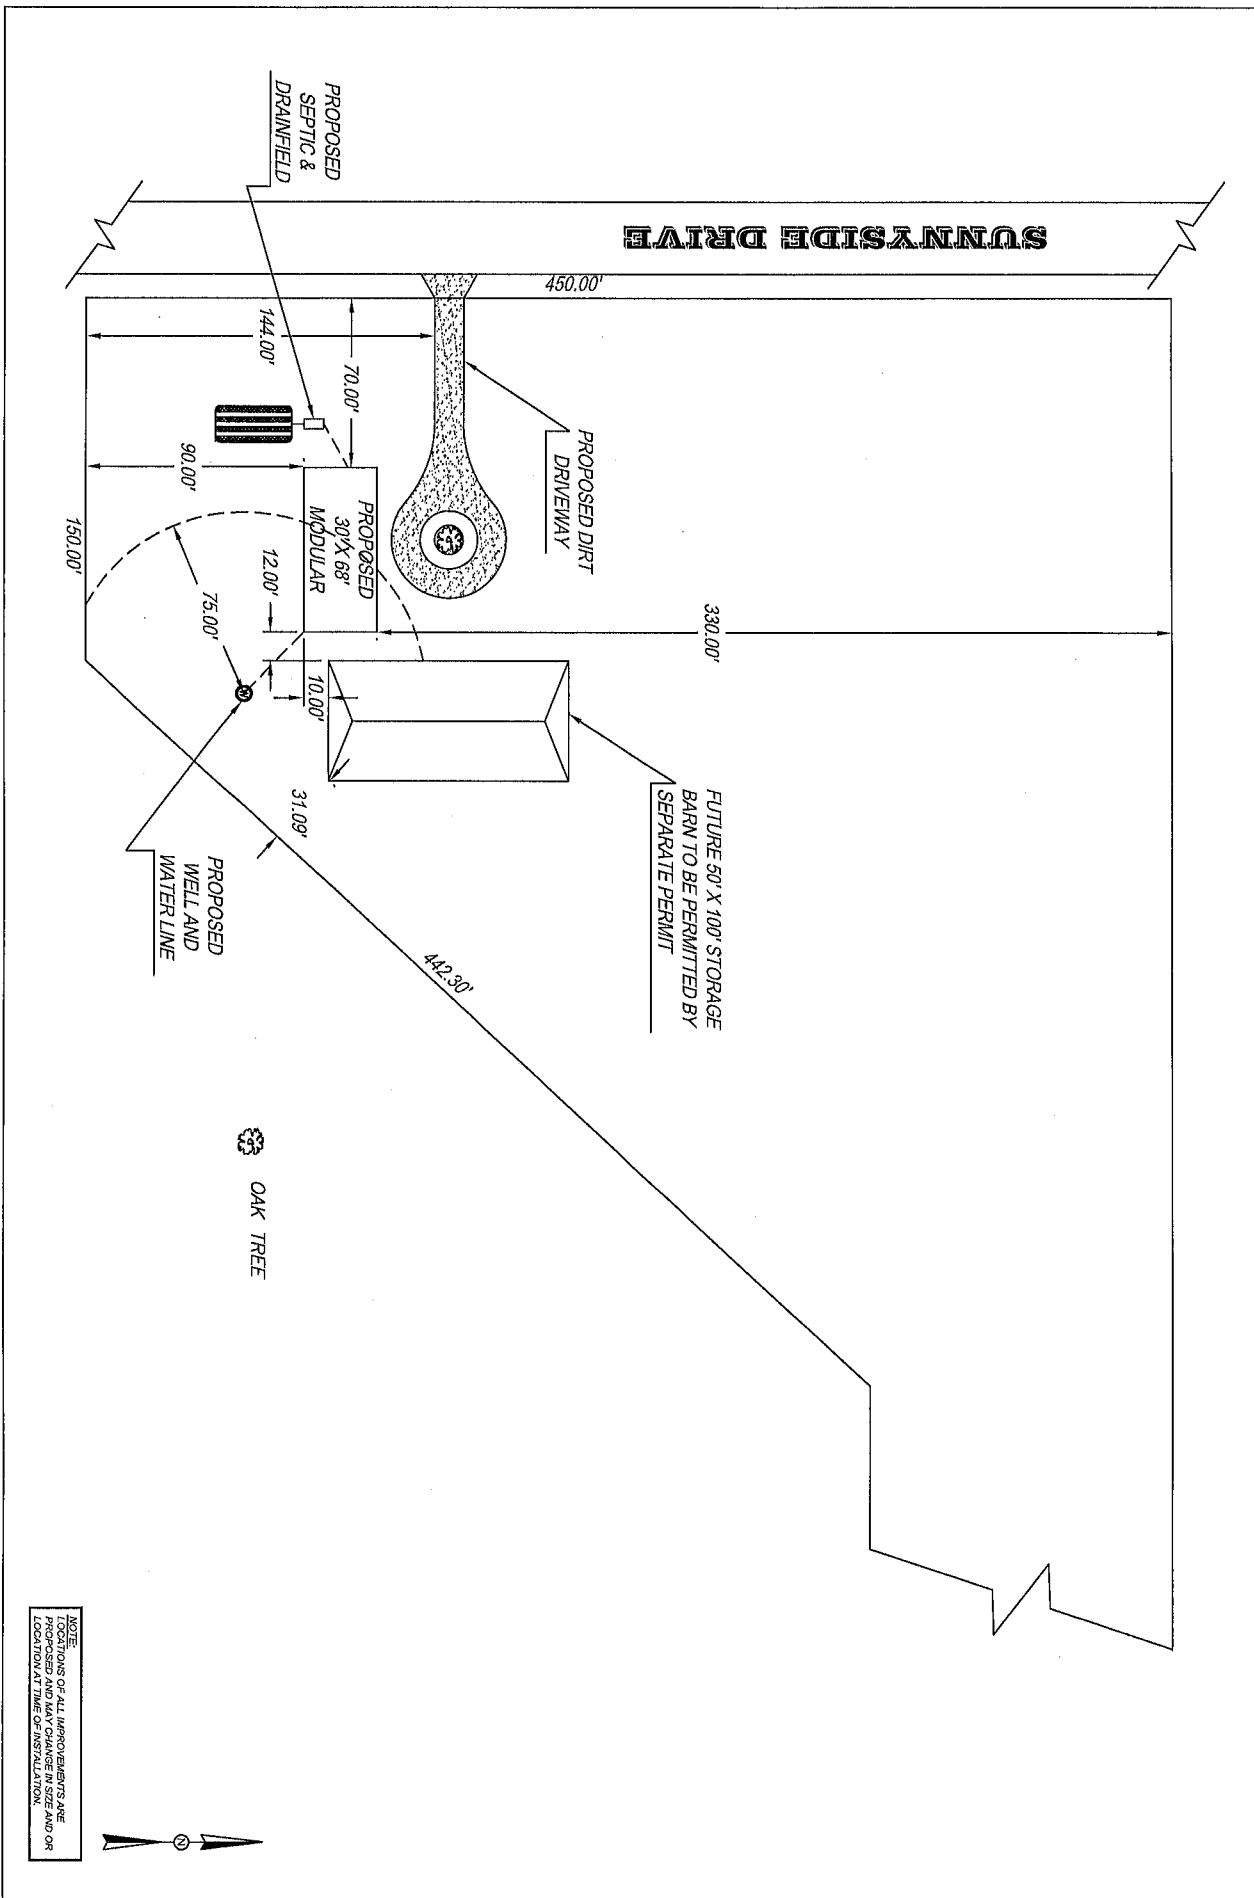 SUNNYSIDE DRIVE
PROPOSED
SEPTIC &
DRAINFIELD
450.00'
144.00'
70.00'
90.00'
150.00'
PROPOSED DIRT
DRIVEWAY
PROPOSED
30' X 68'
MODULAR
12.00'
75.00'
330.00'
10.00'
W
31.09'
FUTURE 50' X 100' STORAGE
BARN TO BE PERMITTED BY
SEPARATE PERMIT
PROPOSED
WELL AND
WATER LINE
442.30'
OAK TREE
NOTE:
LOCATIONS OF ALL IMPROVEMENTS ARE
PROPOSED AND MAY CHANGE IN SIZE AND OR
LOCATION AT TIME OF INSTALLATION.
N